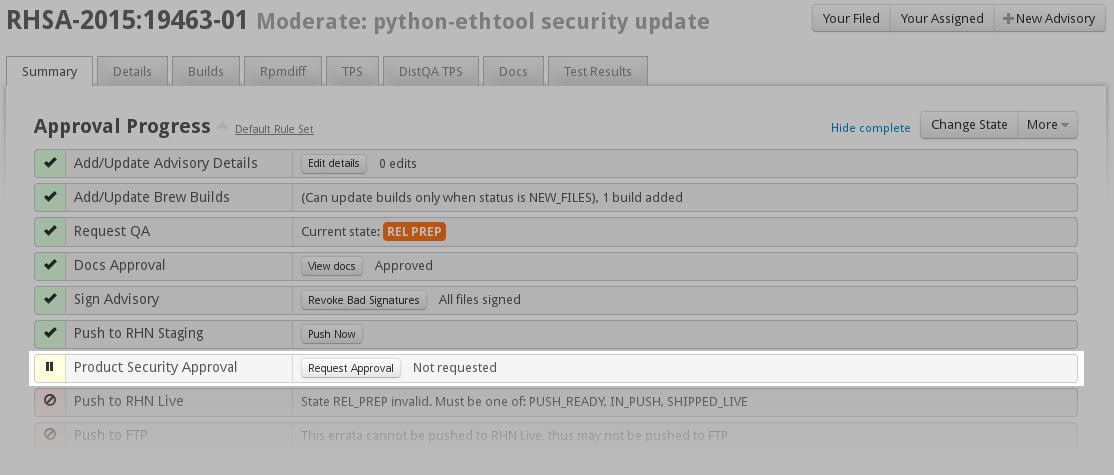 RHSA-2015:19463-01 Moderate: python-ethtool security update
Your Filed Your Assigned New Advisory
Summary Details Builds Rpmdiff TPS DistQA TPS Docs Test Results
Approval Progress Default Rule Set Hide complete Change State More
Add/Update Advisory Details Edit details 0 edits
Add/Update Brew Builds (Can update builds only when status is NEW_FILES), 1 build added
Request QA Current state: REL PREP
Docs Approval View docs Approved
Sign Advisory Revoke Bad Signatures All files signed
Push to RHN Staging Push Now
Product Security Approval Request Approval Not requested
Push to RHN Live State REL_PREP invalid. Must be one of: PUSH_READY, IN_PUSH, SHIPPED_LIVE
Push to FTP This errata cannot be pushed to RHN Live, thus may not be pushed to FTP